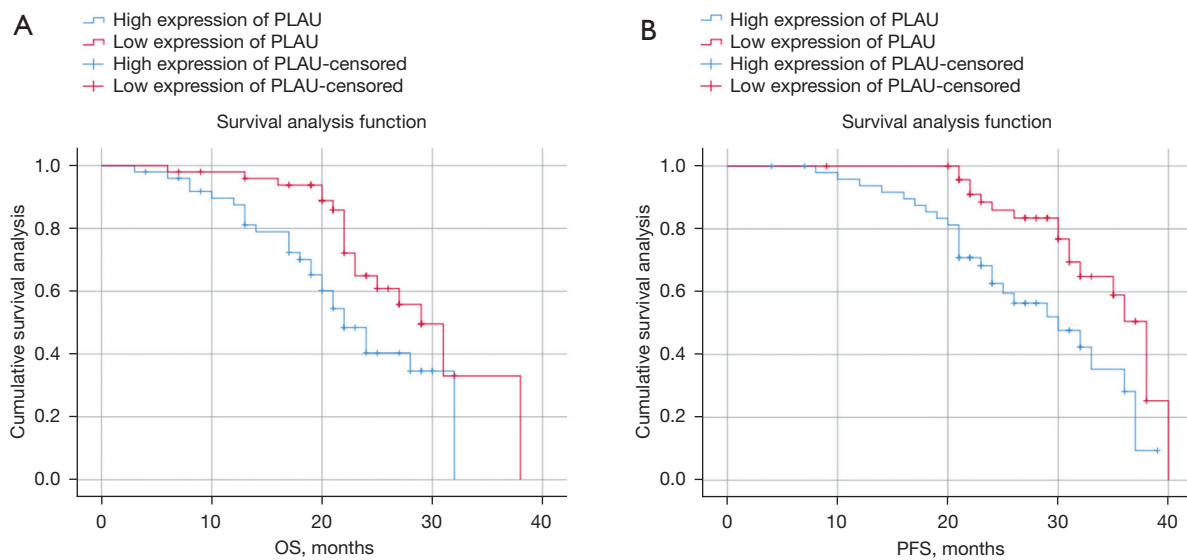 A
High expression of PLAU
Low expression of PLAU
High expression of PLAU-censored
Low expression of PLAU-censored
Survival analysis function
Cumulative survival analysis
1.0
0.8
0.6
0.4
0.2
0.0
0 10 20 30 40
OS, months
B
High expression of PLAU
Low expression of PLAU
High expression of PLAU-censored
Low expression of PLAU-censored
Survival analysis function
Cumulative survival analysis
1.0
0.8
0.6
0.4
0.2
0.0
0 10 20 30 40
PFS, months